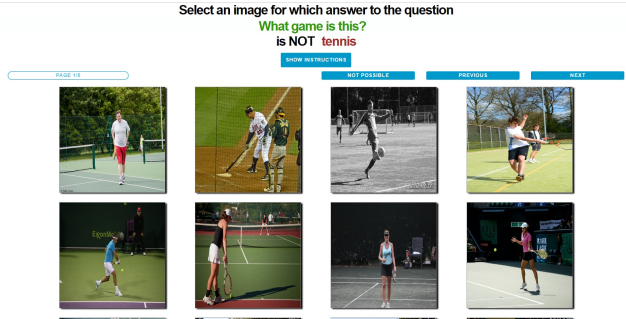 Select an image for which answer to the question
What game is this?
is NOT tennis
SHOW INSTRUCTIONS
PAGE 1/6
NOT POSSIBLE
PREVIOUS
NEXT